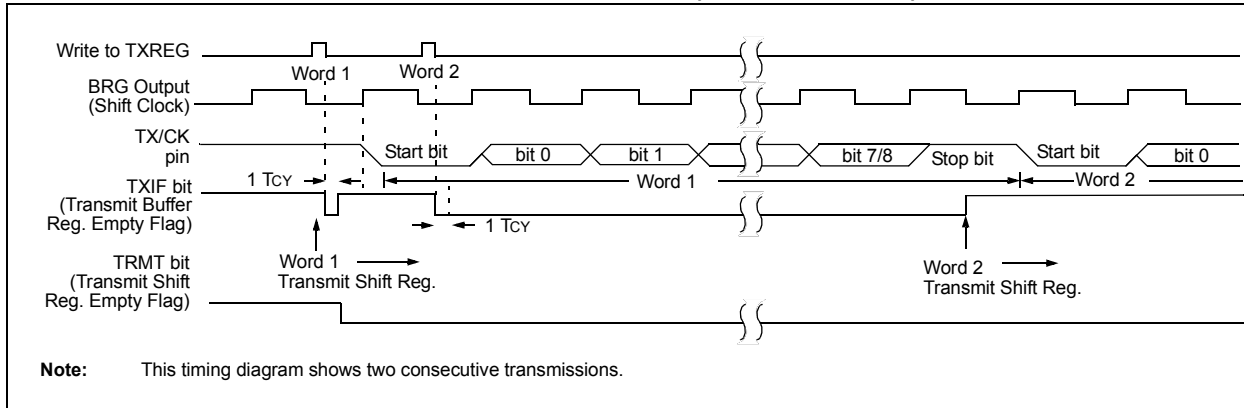 Write to TXREG
Word 1 Word 2
BRG Output
(Shift Clock)
TX/CK
pin
Start bit bit 0 bit 1 bit 7/8 Stop bit Start bit bit 0
1 TCY Word 1 Word 2
TXIF bit
(Transmit Buffer
Reg. Empty Flag)
1 TCY
Word 1
Transmit Shift Reg.
Word 2
Transmit Shift Reg.
TRMT bit
(Transmit Shift
Reg. Empty Flag)
Note: This timing diagram shows two consecutive transmissions.